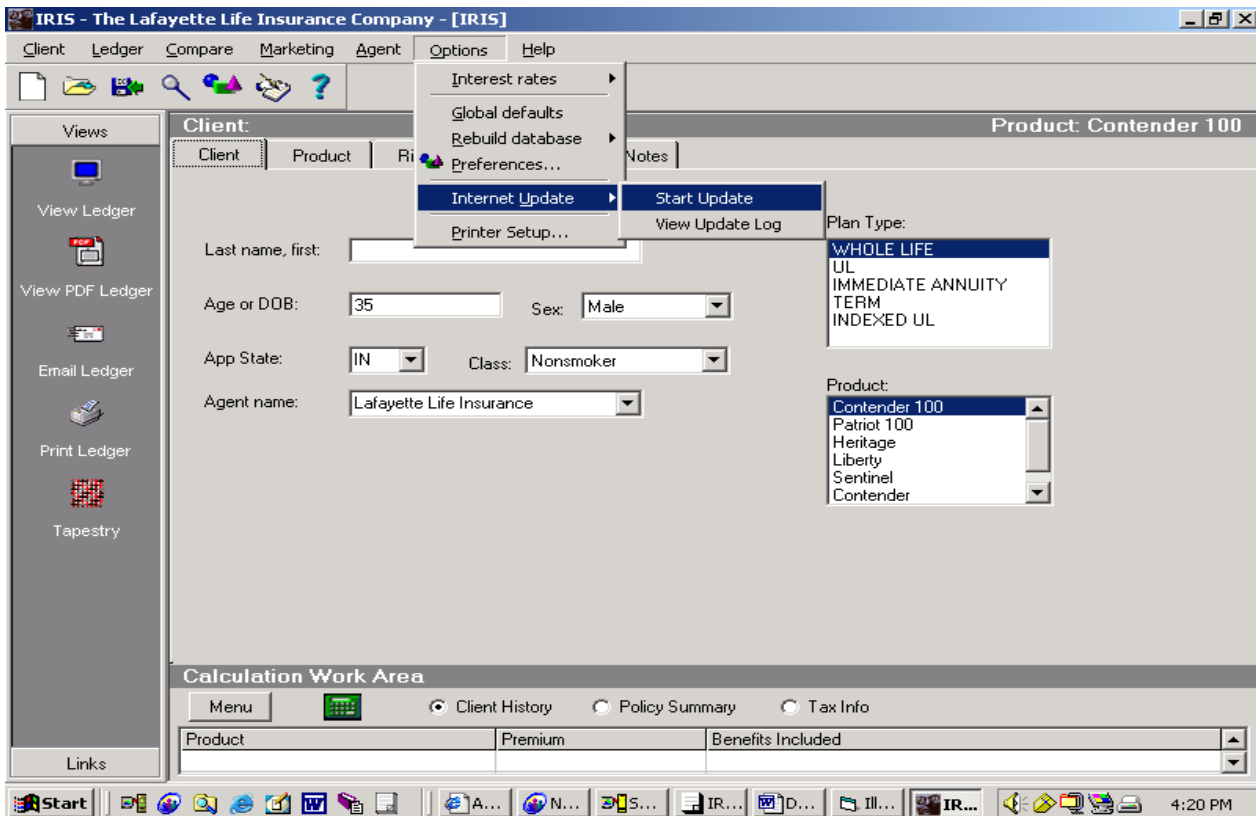 IRIS - The Lafayette Life Insurance Company - [IRIS]
Client Ledger Compare Marketing Agent Options Help
Interest rates
Global defaults
Rebuild database
Preferences...
Internet Update
Printer Setup...
Start Update
View Update Log
Views
View Ledger
PDF
View PDF Ledger
Email Ledger
Print Ledger
Tapestry
Links
Client: Product: Contender 100
Client Product Ri Notes
Last name, first:
Age or DOB: 35 Sex: Male
App State: IN Class: Nonsmoker
Agent name: Lafayette Life Insurance
Plan Type:
WHOLE LIFE
UL
IMMEDIATE ANNUITY
TERM
INDEXED UL
Product:
Contender 100
Patriot 100
Heritage
Liberty
Sentinel
Contender
Calculation Work Area
Menu Client History Policy Summary Tax Info
Product Premium Benefits Included
Start A... N... S... IR... D... Ill... IR... 4:20 PM